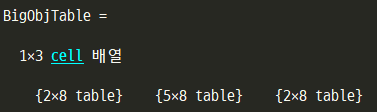 BigObjTable =
1×3 cell 배열
{2×8 table} {5×8 table} {2×8 table}